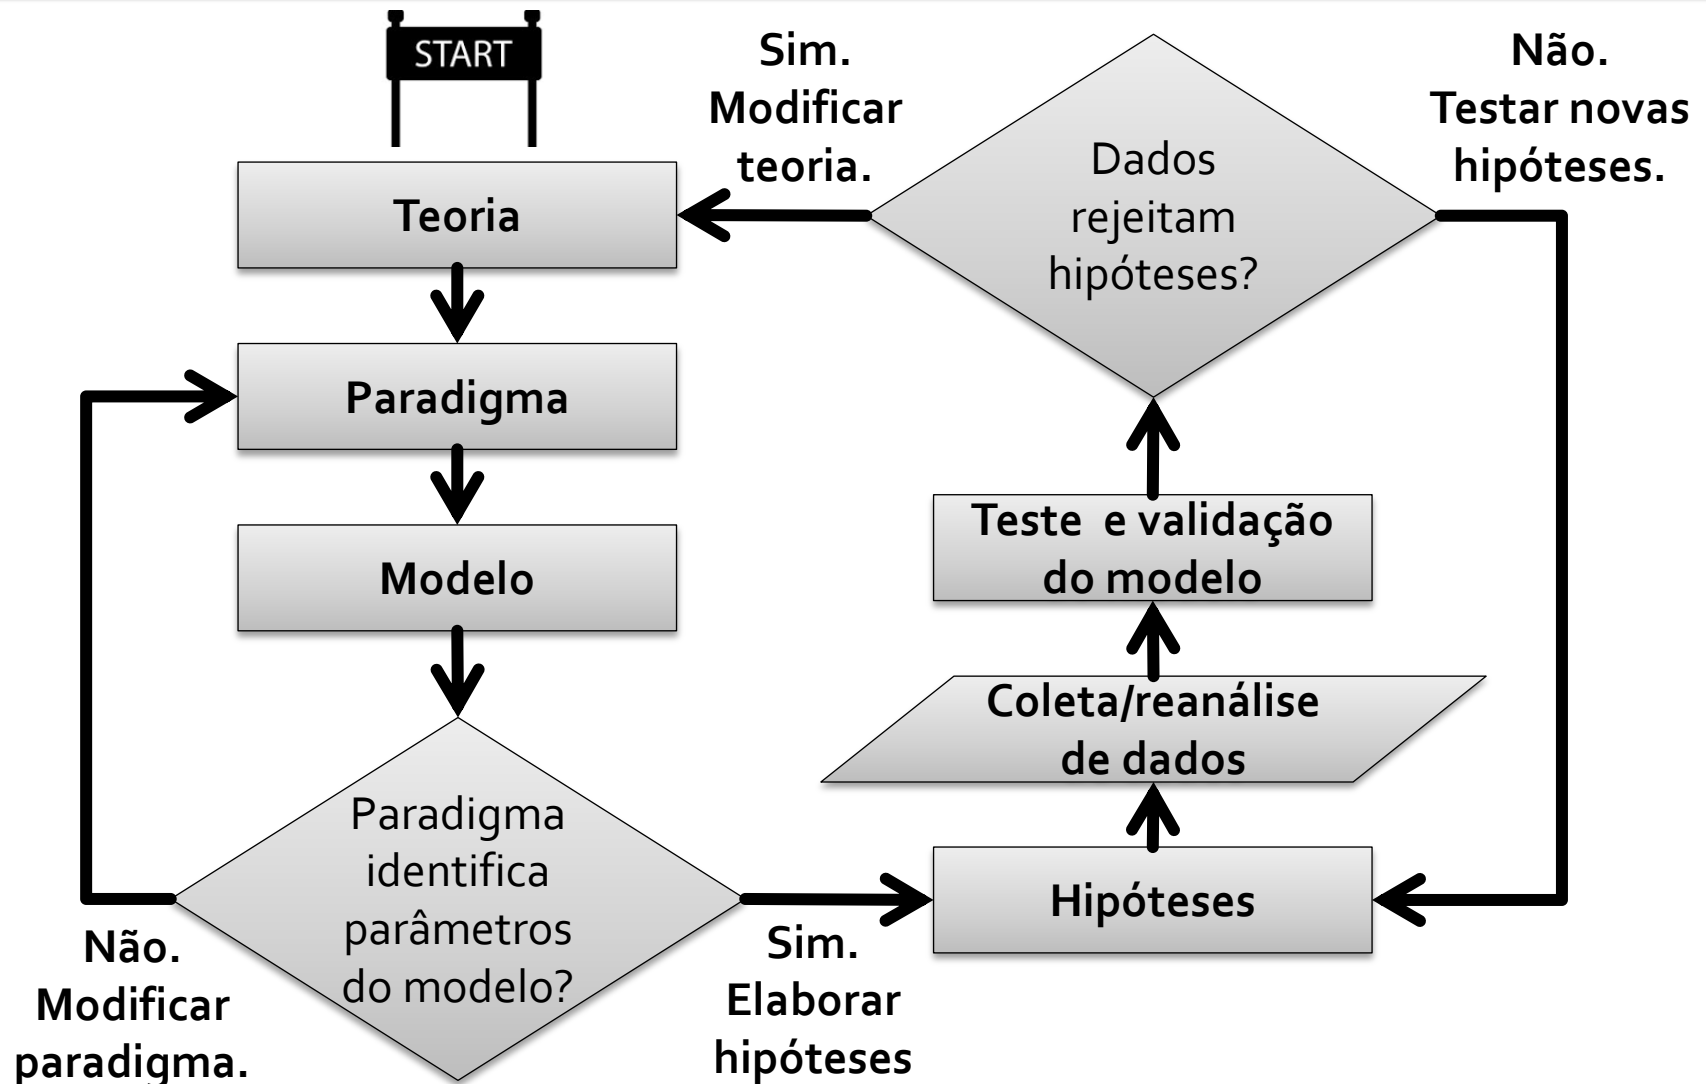 START
Teoria
Paradigma
Modelo
Paradigma
identifica
parâmetros
do modelo?
Não.
Modificar
paradigma.
Sim.
Elaborar
hipóteses
Hipóteses
Coleta/reanálise
de dados
Teste e validação
do modelo
Dados
rejeitam
hipóteses?
Sim.
Modificar
teoria.
Não.
Testar novas
hipóteses.